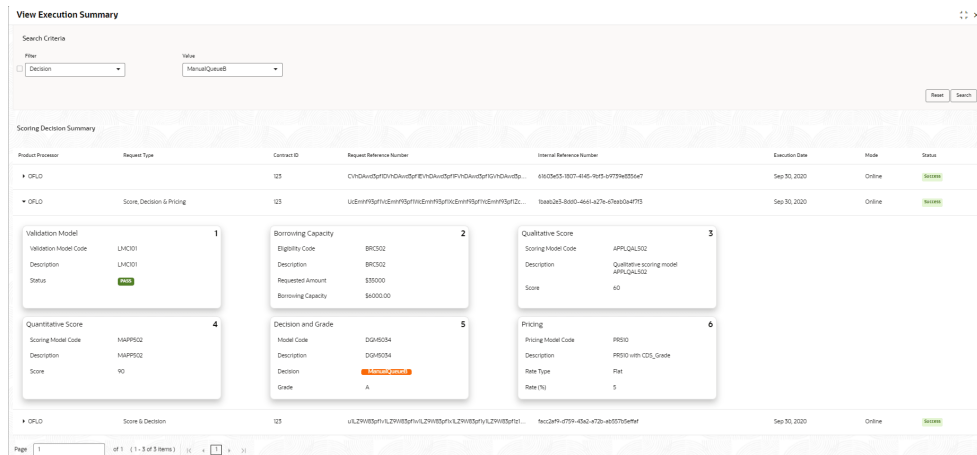 View Execution Summary
Search Criteria
Filter Value
Decision ManualQueueB
Reset Search
Scoring Decision Summary
Product Processor Request Type Contract ID Request Reference Number Internal Reference Number Execution Date Mode Status
OFLO 123 Sep 30, 2020 Online Success
OFLO Score, Decision & Pricing 123 Sep 30, 2020 Online Success
Validation Model 1 Borrowing Capacity 2 Qualitative Score 3
Validation Model Code LMC101 Eligibility Code BRC502 Scoring Model Code APPLQAL502
Description LMC101 Description BRC502 Description Qualitative scoring model
APPLQAL502
Status PASS Requested Amount $35000
Score 60
Borrowing Capacity $6000.00
Quantitative Score 4 Decision and Grade 5 Pricing 6
Scoring Model Code MAPP502 Model Code DGMS034 Pricing Model Code PR510
Description MAPP502 Description DGMS034 Description PR510 with CDS_Grade
Score 90 Decision ManualQueueB Rate Type Flat
Grade A Rate (%) 5
OFLO Score & Decision 123 Sep 30, 2020 Online Success
Page 1 of 1 (1 - 3 of 3 items) 1